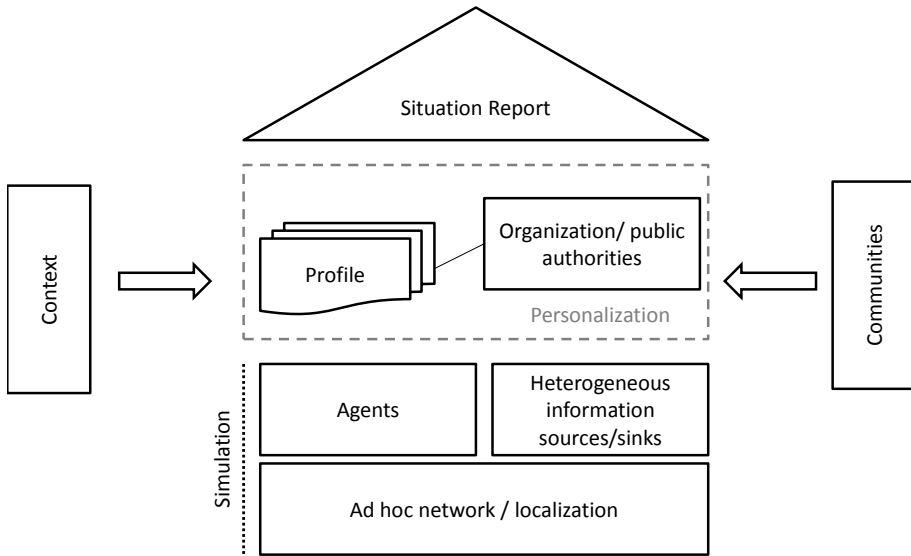 Situation Report
Context
Profile
Organization/ public
authorities
Personalization
Communities
Simulation
Agents
Heterogeneous
information
sources/sinks
Ad hoc network / localization